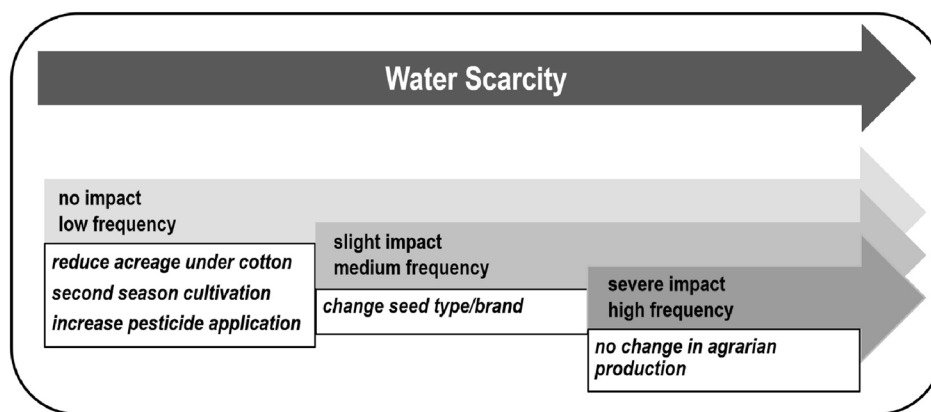 Water Scarcity
no impact
low frequency
reduce acreage under cotton
second season cultivation
increase pesticide application
slight impact
medium frequency
change seed type/brand
severe impact
high frequency
no change in agrarian
production